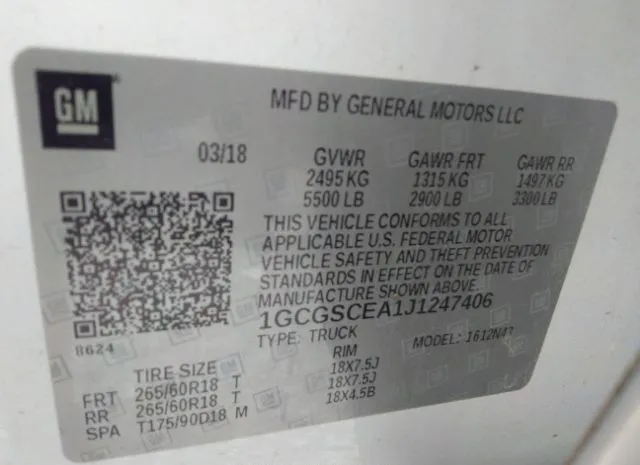 GM
MFD BY GENERAL MOTORS LLC
03/18 GVWR GAWR FRT GAWR RR
2495 KG 1315 KG 1497 KG
5500 LB 2900 LB 3300 LB
THIS VEHICLE CONFORMS TO ALL
APPLICABLE U.S. FEDERAL MOTOR
VEHICLE SAFETY AND THEFT PREVENTION
STANDARDS IN EFFECT ON THE DATE OF
MANUFACTURE SHOWN ABOVE.
1GCGSCEA1J1247406
8624
TYPE: TRUCK MODEL: 1612N43
TIRE SIZE RIM
FRT 265/60R18 T 18X7.5J
RR 265/60R18 T 18X7.5J
SPA T175/90D18 M 18X4.5B